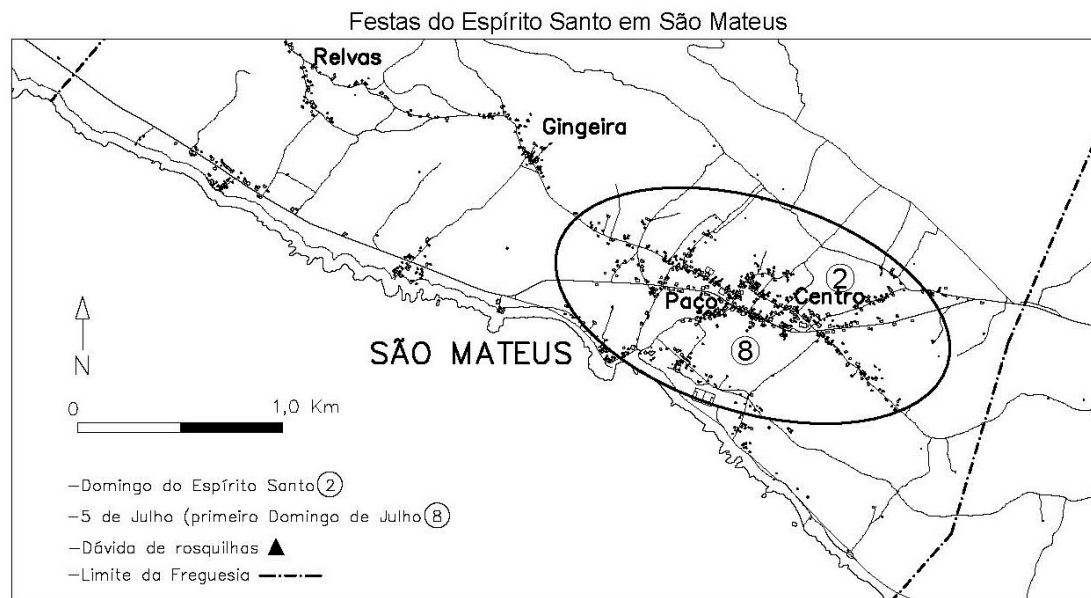 Festas do Espírito Santo em São Mateus
Relvas
Gingeira
2
Paço
Centro
8
SÃO MATEUS
N
0
1,0 Km
-Domingo do Espírito Santo 2
-5 de Julho (primeiro Domingo de Julho 8
-Dávida de rosquilhas
-Limite da Freguesia